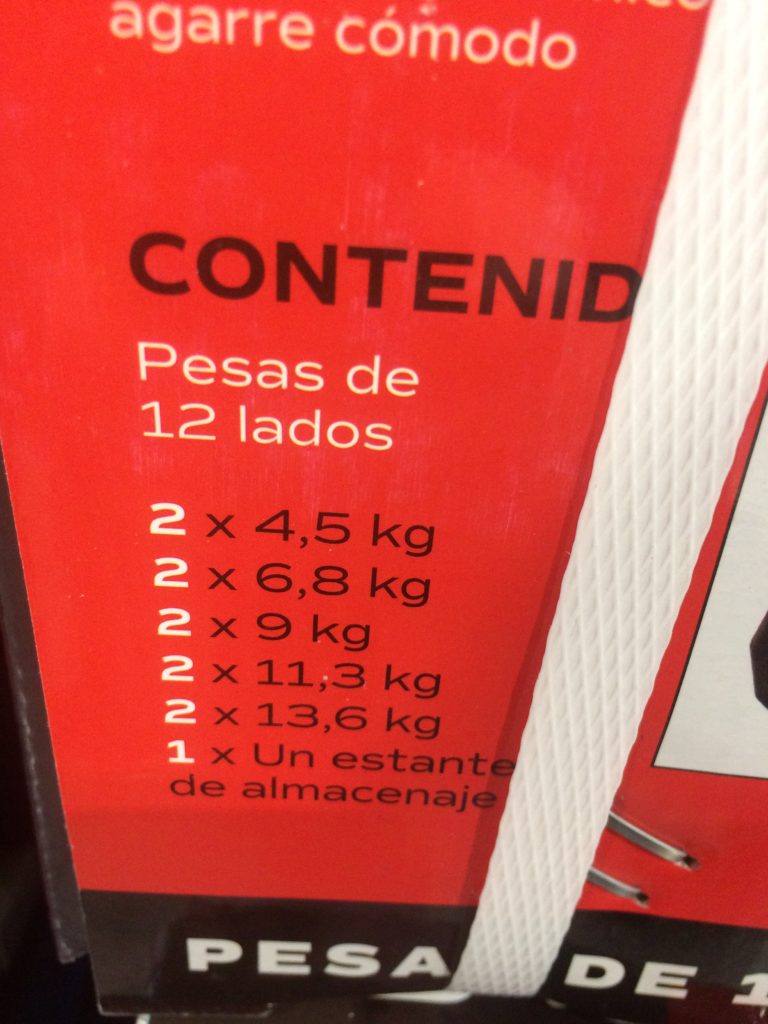 agarre cómodo
CONTENID
Pesas de
12 lados
2 x 4,5 kg
2 x 6,8 kg
2 x 9 kg
2 x 11,3 kg
2 x 13,6 kg
1 x Un estante
de almacenaje
PESA DE 1